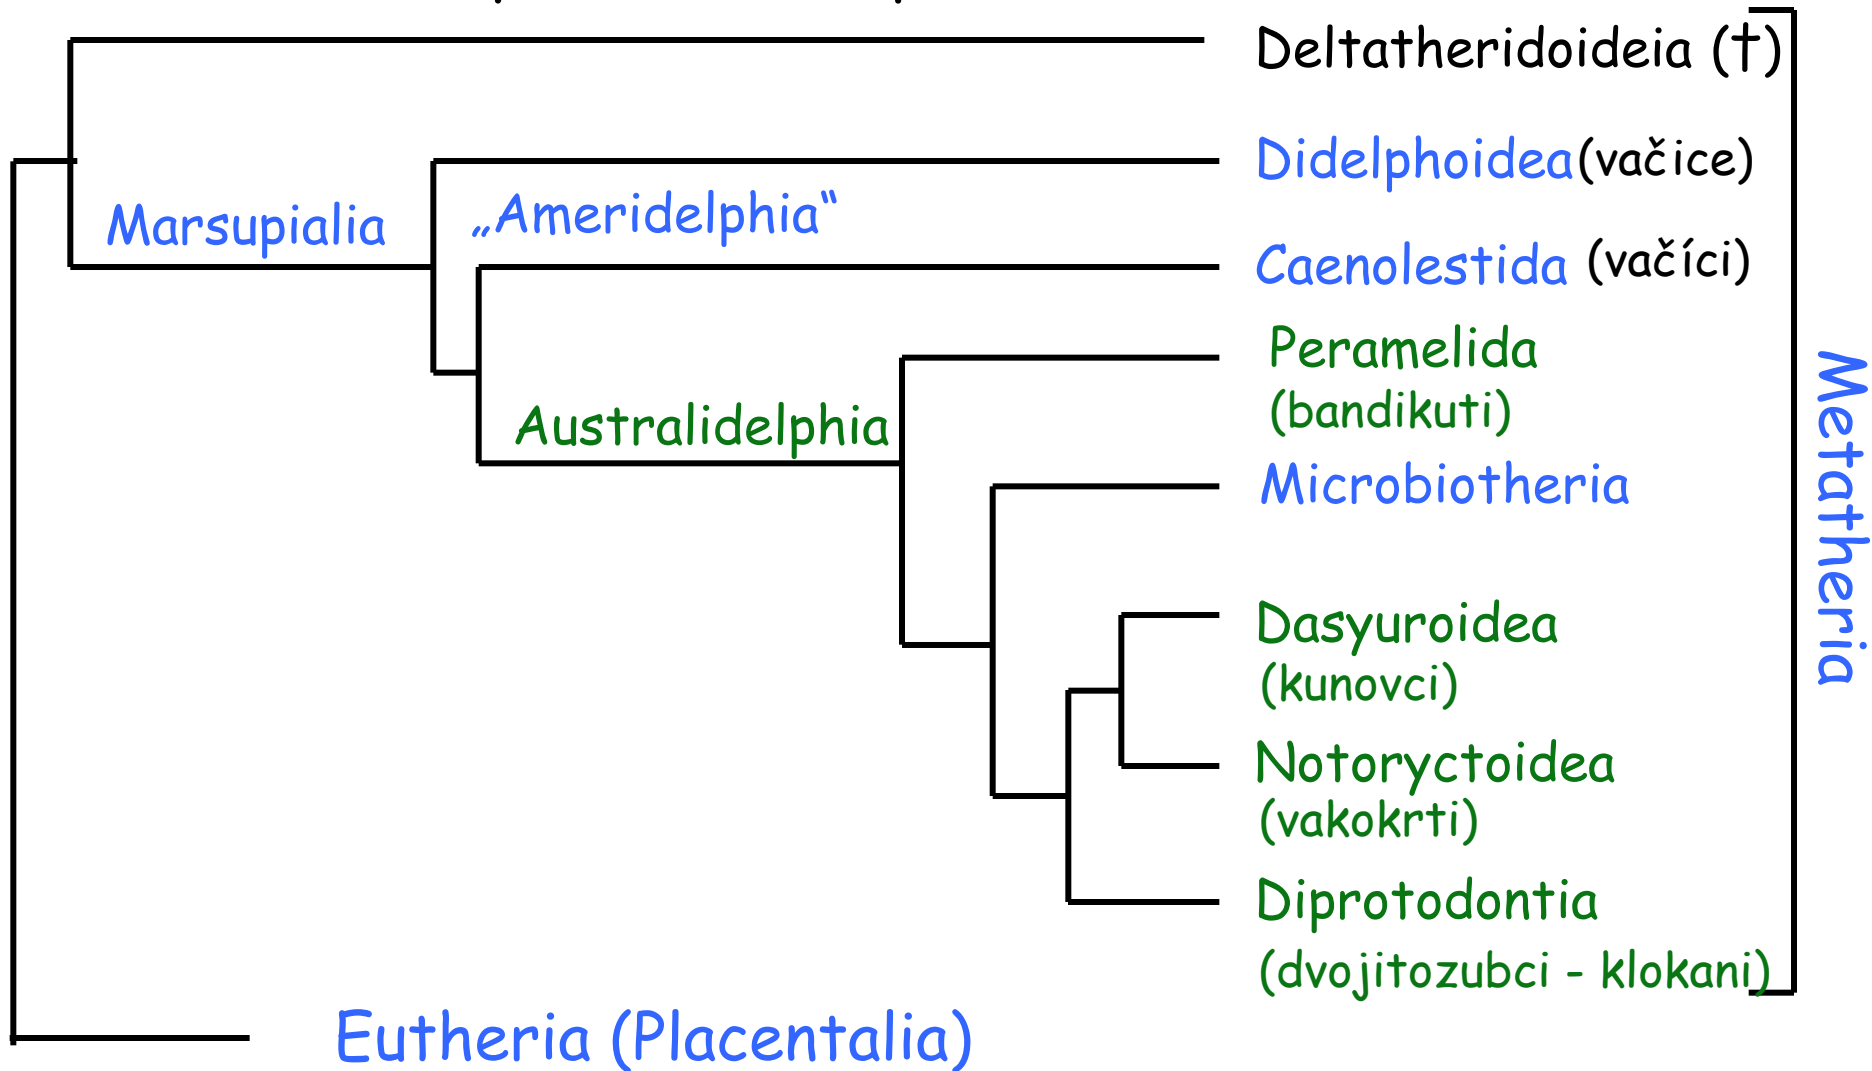 Deltatheridoideia (†)
Didelphoidea (vačice)
Marsupialia
„Ameridelphia“
Caenolestida (vačíci)
Peramelida
(bandikuti)
Australidelphia
Microbiotheria
Metatheria
Dasyuroidea
(kunovci)
Notoryctoidea
(vakokrti)
Diprotodontia
(dvojitozubci - klokani)
Eutheria (Placentalia)